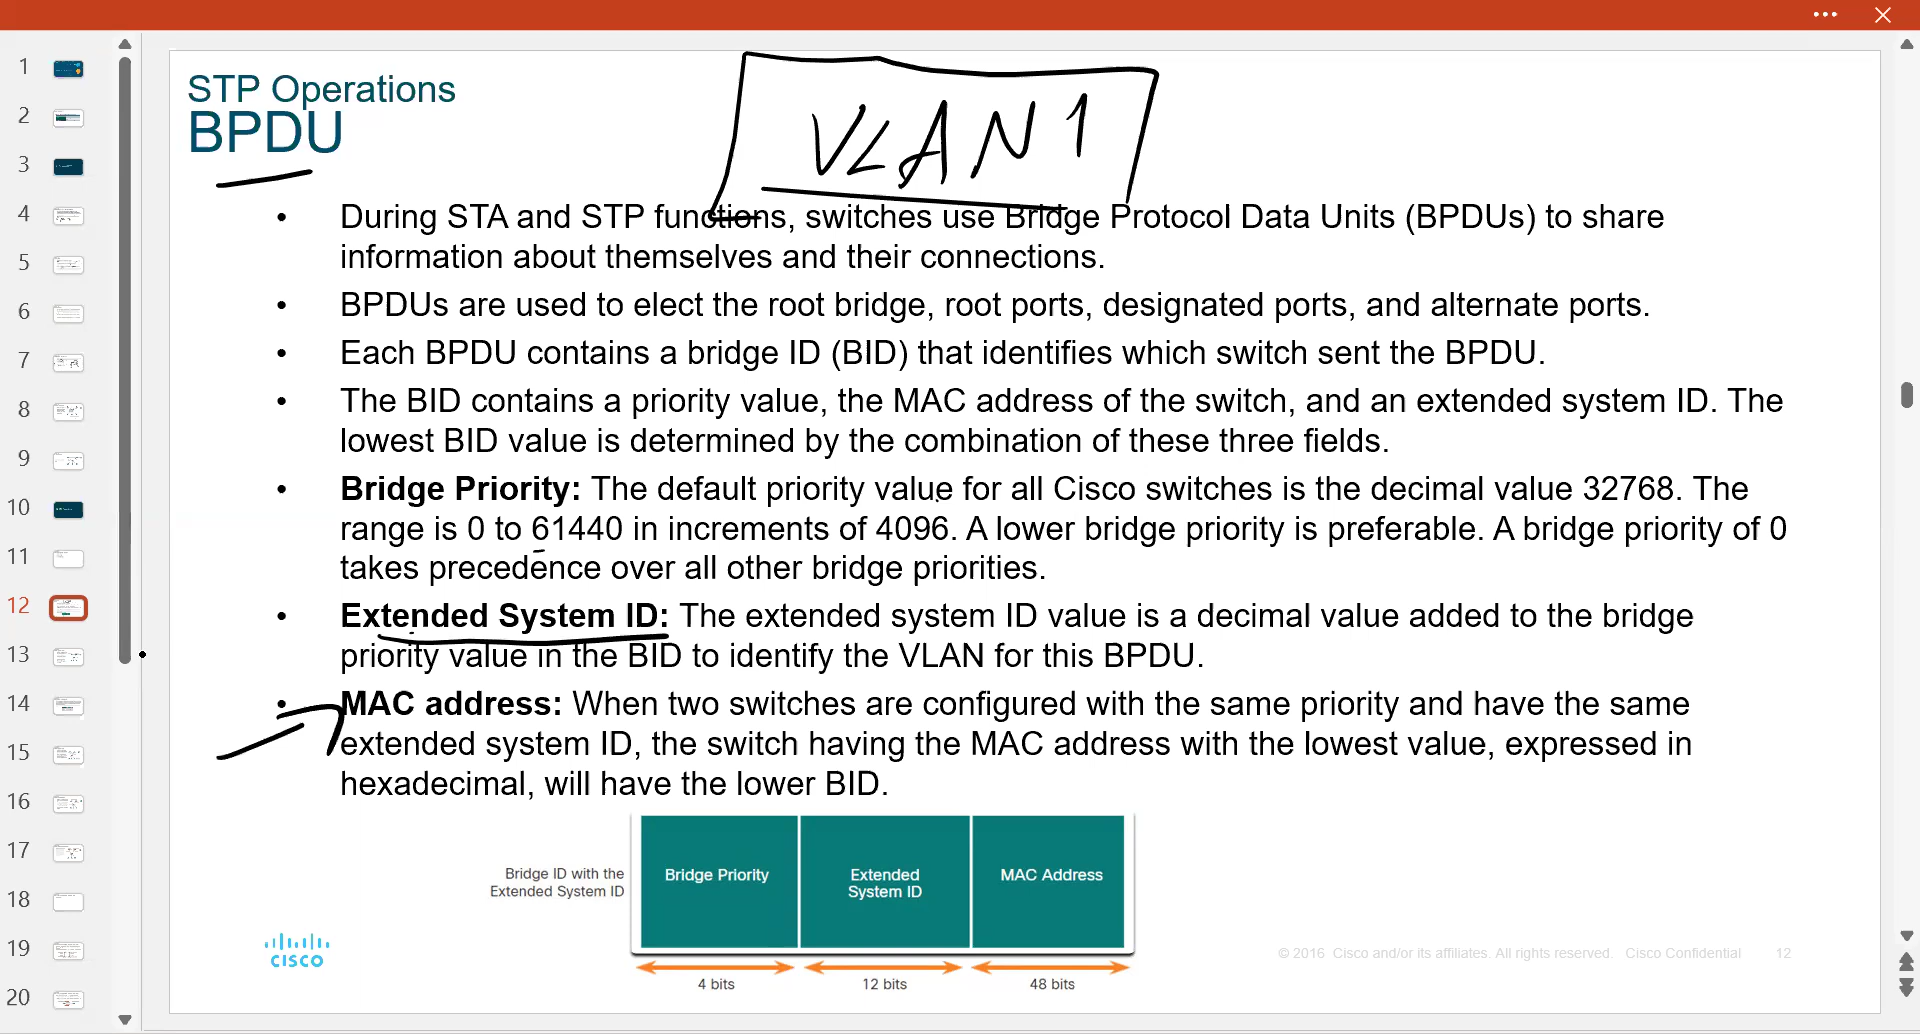 1
2
3
4
5
6
7
8
9
10
11
12
13
14
15
16
17
18
19
20
STP Operations
BPDU
VLAN 1
• During STA and STP functions, switches use Bridge Protocol Data Units (BPDUs) to share
information about themselves and their connections.
• BPDUs are used to elect the root bridge, root ports, designated ports, and alternate ports.
• Each BPDU contains a bridge ID (BID) that identifies which switch sent the BPDU.
• The BID contains a priority value, the MAC address of the switch, and an extended system ID. The
lowest BID value is determined by the combination of these three fields.
• Bridge Priority: The default priority value for all Cisco switches is the decimal value 32768. The
range is 0 to 61440 in increments of 4096. A lower bridge priority is preferable. A bridge priority of 0
takes precedence over all other bridge priorities.
• Extended System ID: The extended system ID value is a decimal value added to the bridge
priority value in the BID to identify the VLAN for this BPDU.
• MAC address: When two switches are configured with the same priority and have the same
extended system ID, the switch having the MAC address with the lowest value, expressed in
hexadecimal, will have the lower BID.
Bridge ID with the
Extended System ID
Bridge Priority
Extended
System ID
MAC Address
4 bits
12 bits
48 bits
CISCO
© 2016 Cisco and/or its affiliates. All rights reserved. Cisco Confidential 12